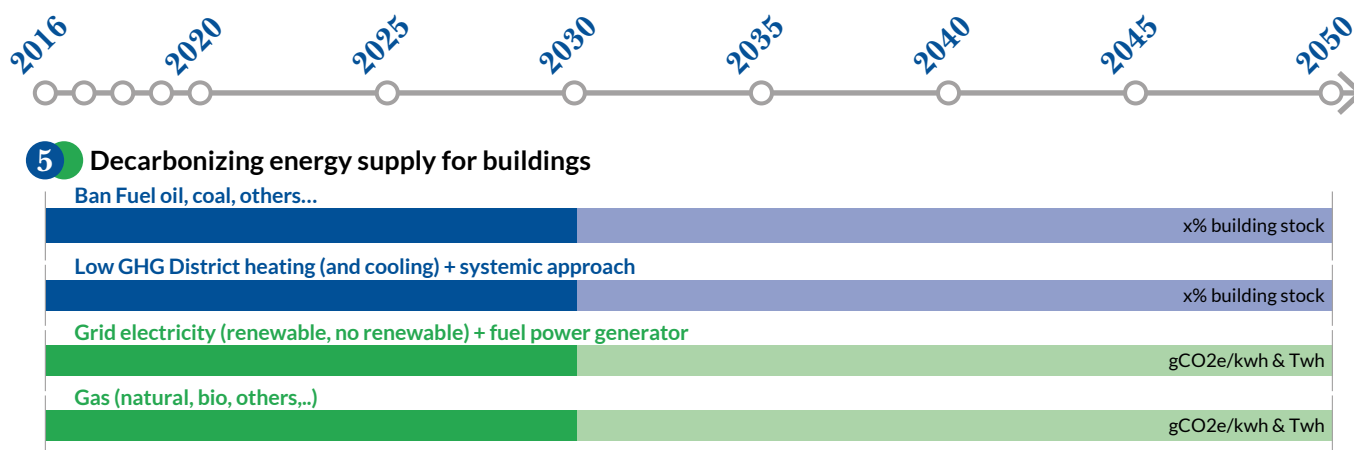 2016 2020 2025 2030 2035 2040 2045 2050
5 Decarbonizing energy supply for buildings
Ban Fuel oil, coal, others...
x% building stock
Low GHG District heating (and cooling) + systemic approach
x% building stock
Grid electricity (renewable, no renewable) + fuel power generator
gCO2e/kwh & Twh
Gas (natural, bio, others,..)
gCO2e/kwh & Twh